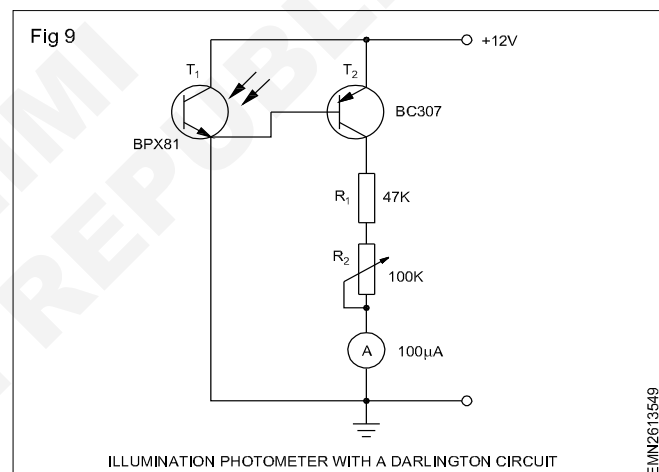 Fig 9
+12V
T1
T2
BPX81
BC307
R1
47K
R2
100K
A
100µA
ILLUMINATION PHOTOMETER WITH A DARLINGTON CIRCUIT
EMN2613549